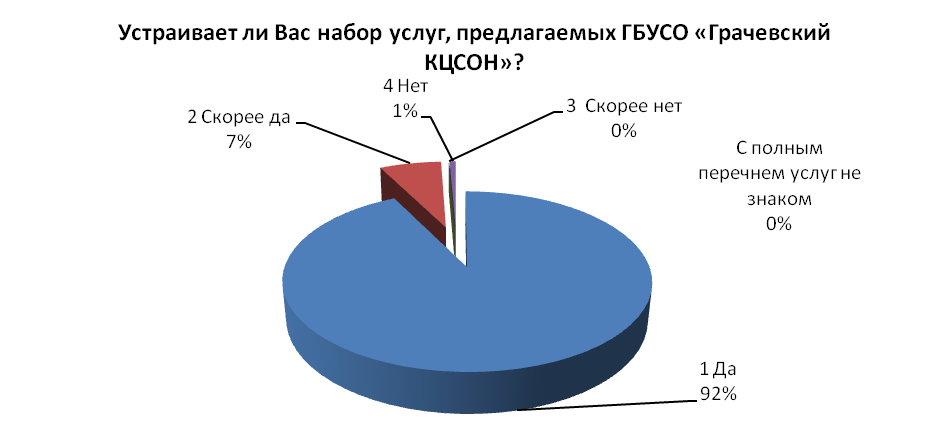 Устраивает ли Вас набор услуг, предлагаемых ГБУСО «Грачевский
КЦСОН»?
4 Нет
1%
3 Скорее нет
0%
2 Скорее да
7%
С полным
перечнем услуг не
знаком
0%
1 Да
92%